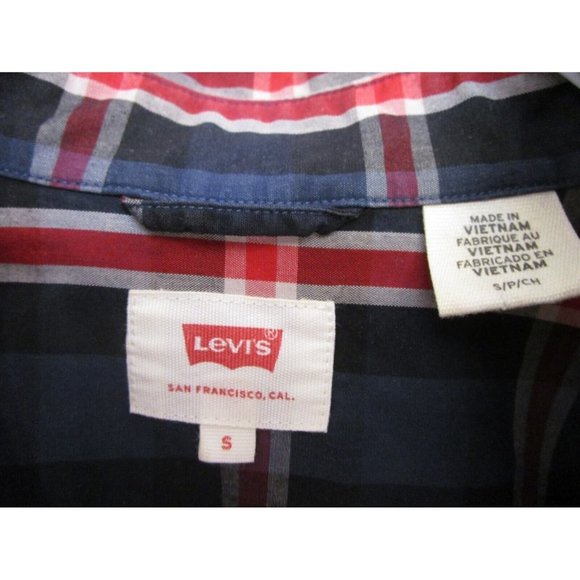 LEVI'S®
SAN FRANCISCO, CAL.
S
MADE IN
VIETNAM
FABRIQUE AU
VIETNAM
FABRICADO EN
VIETNAM
S/P/CH